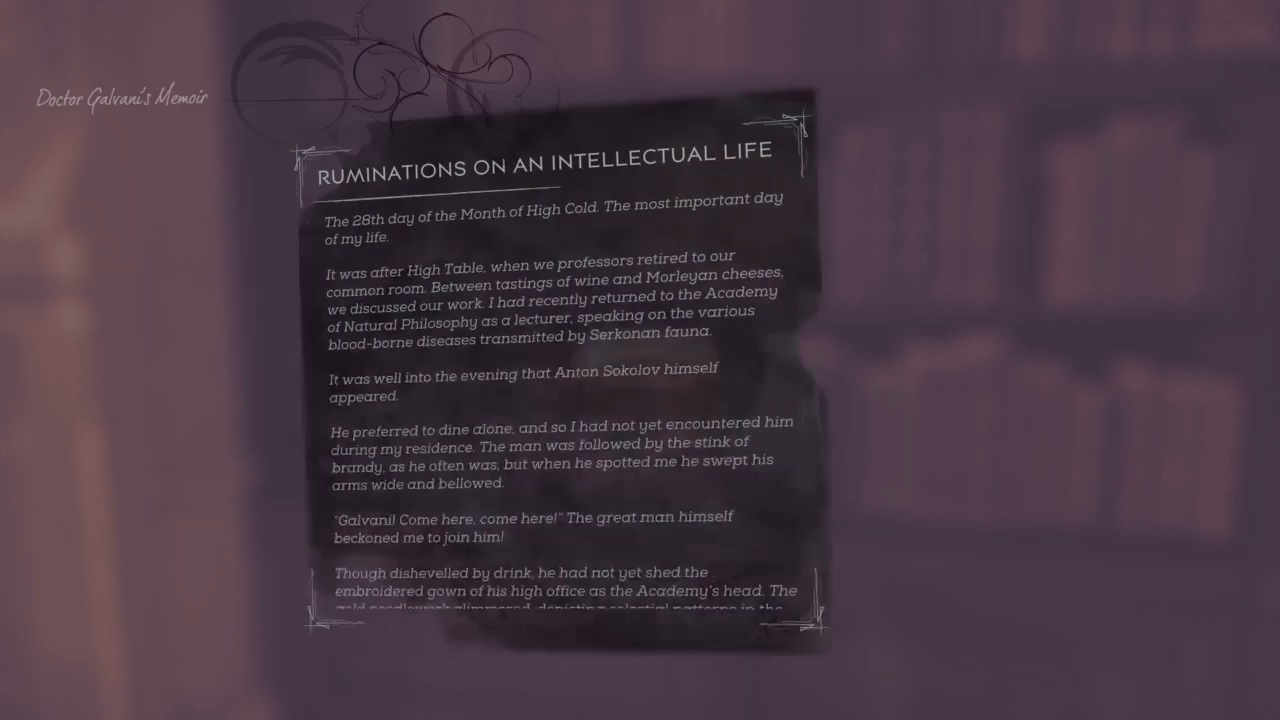 Doctor Galvani's Memoir
RUMINATIONS ON AN INTELLECTUAL LIFE
The 28th day of the Month of High Cold. The most important day
of my life.
It was after High Table, when we professors retired to our
common room. Between tastings of wine and Morleyan cheeses,
we discussed our work. I had recently returned to the Academy
of Natural Philosophy as a lecturer, speaking on the various
blood-borne diseases transmitted by Serkonan fauna.
It was well into the evening that Anton Sokolov himself
appeared.
He preferred to dine alone, and so I had not yet encountered him
during my residence. The man was followed by the stink of
brandy, as he often was, but when he spotted me he swept his
arms wide and bellowed.
"Galvani! Come here, come here!" The great man himself
beckoned me to join him!
Though dishevelled by drink, he had not yet shed the
embroidered gown of his high office as the Academy's head. The
gold needlework glimmered, depicting celestial patterns in the